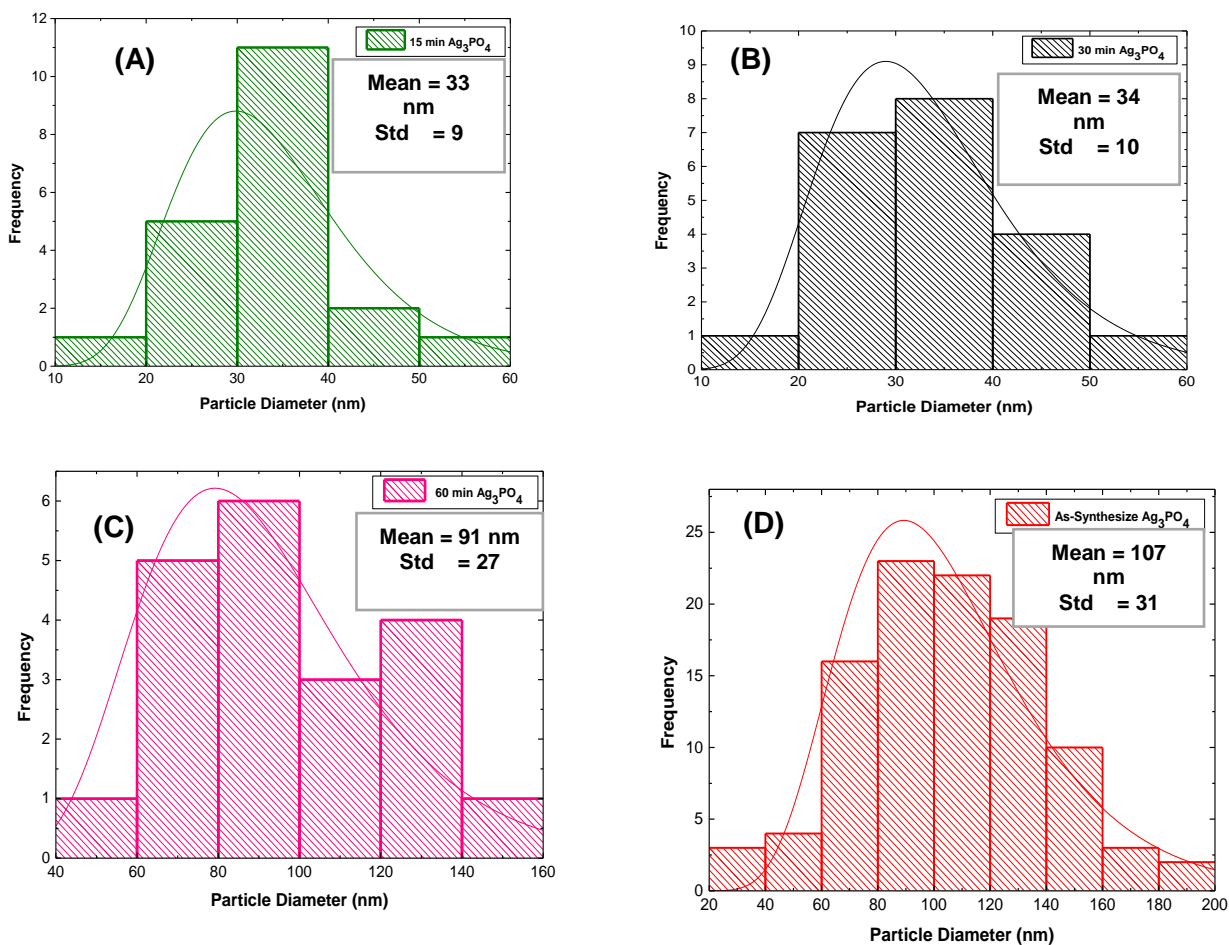 (A)
15 min Ag₃PO₄
Mean = 33
nm
Std = 9
Frequency
12
10
8
6
4
2
0
10 20 30 40 50 60
Particle Diameter (nm)
(B)
30 min Ag₃PO₄
Mean = 34
nm
Std = 10
Frequency
10
9
8
7
6
5
4
3
2
1
0
10 20 30 40 50 60
Particle Diameter (nm)
(C)
60 min Ag₃PO₄
Mean = 91 nm
Std = 27
Frequency
6
5
4
3
2
1
0
40 60 80 100 120 140 160
Particle Diameter (nm)
(D)
As-Synthesize Ag₃PO₄
Mean = 107
nm
Std = 31
Frequency
25
20
15
10
5
0
20 40 60 80 100 120 140 160 180 200
Particle Diameter (nm)